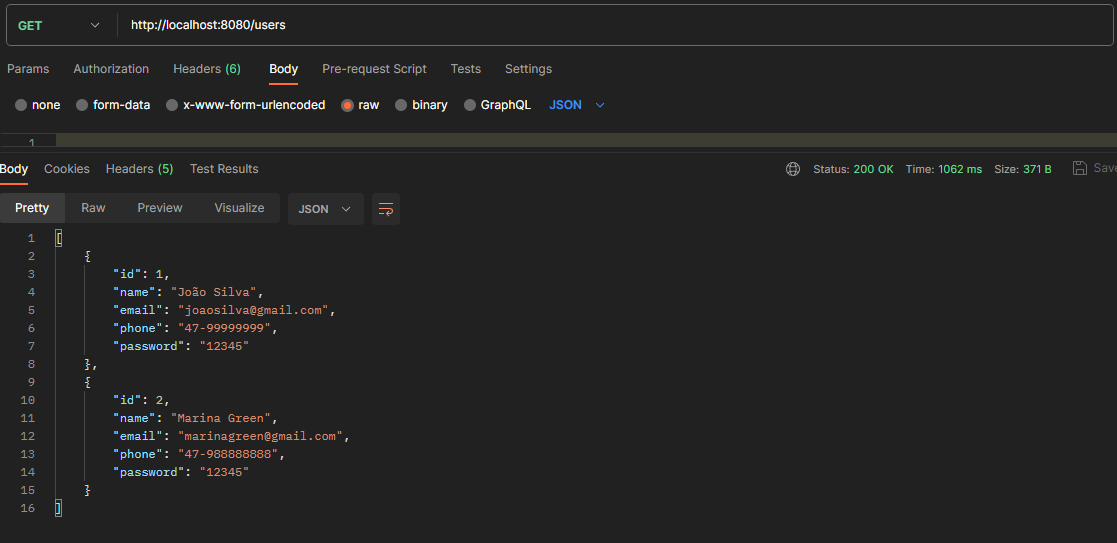 GET http://localhost:8080/users
Params Authorization Headers (6) Body Pre-request Script Tests Settings
none form-data x-www-form-urlencoded raw binary GraphQL JSON
1
Body Cookies Headers (5) Test Results Status: 200 OK Time: 1062 ms Size: 371 B Save
Pretty Raw Preview Visualize JSON
1 [
2 {
3 "id": 1,
4 "name": "João Silva",
5 "email": "joaosilva@gmail.com",
6 "phone": "47-99999999",
7 "password": "12345"
8 },
9 {
10 "id": 2,
11 "name": "Marina Green",
12 "email": "marinagreen@gmail.com",
13 "phone": "47-988888888",
14 "password": "12345"
15 }
16 ]